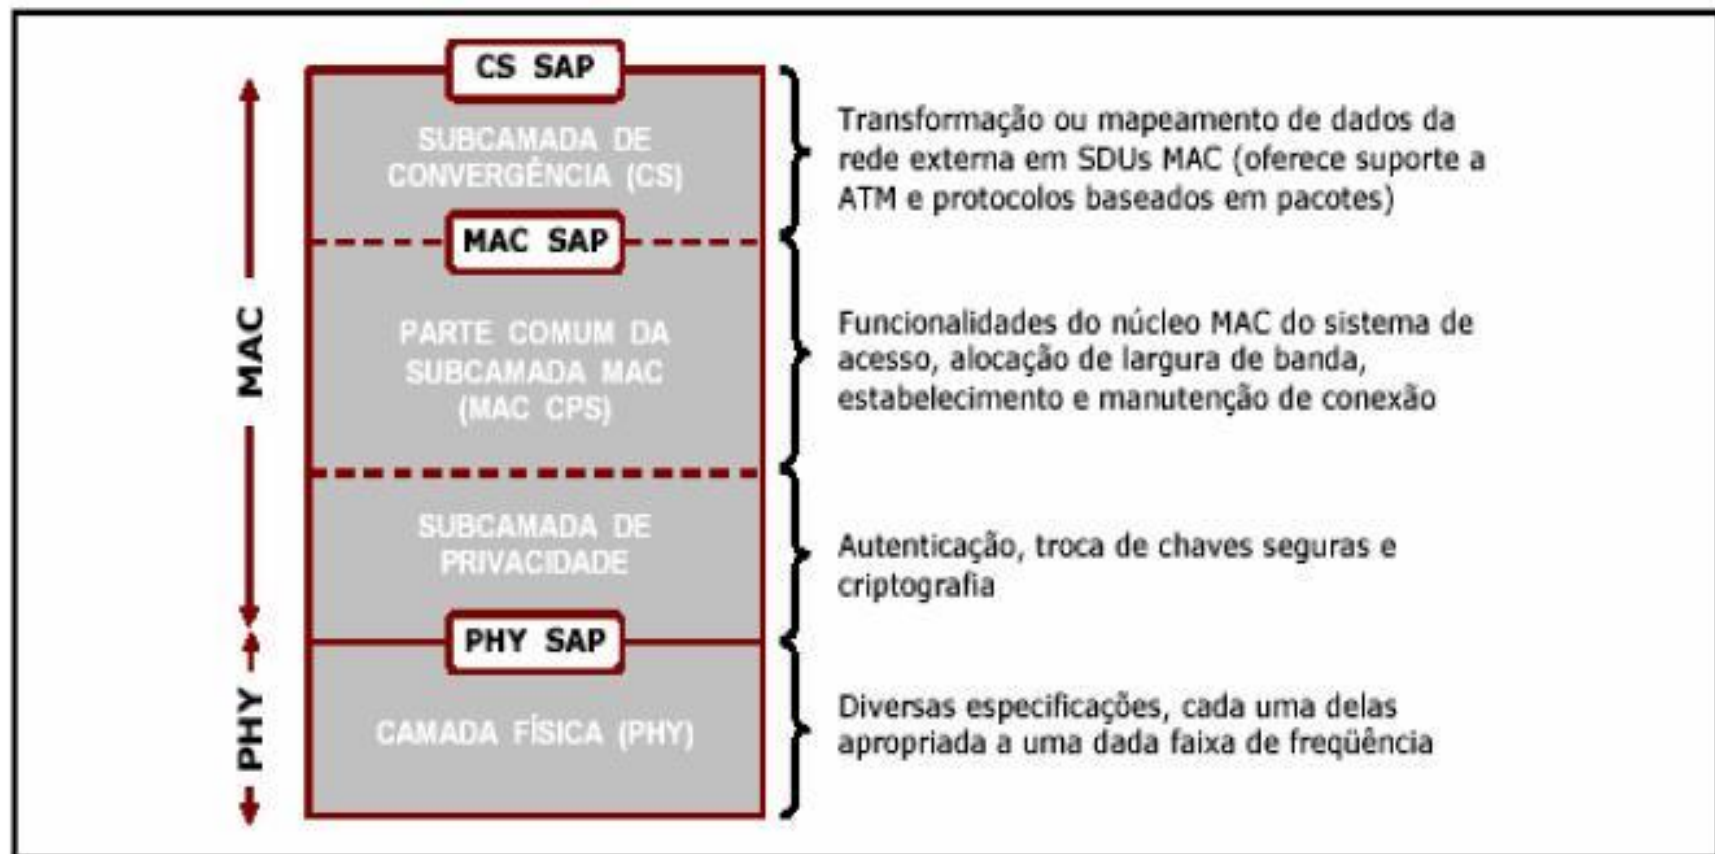 CS SAP
SUBCAMADA DE
CONVERGÊNCIA (CS)
Transformação ou mapeamento de dados da
rede externa em SDUs MAC (oferece suporte a
ATM e protocolos baseados em pacotes)
MAC SAP
MAC
PARTE COMUM DA
SUBCAMADA MAC
(MAC CPS)
Funcionalidades do núcleo MAC do sistema de
acesso, alocação de largura de banda,
estabelecimento e manutenção de conexão
SUBCAMADA DE
PRIVACIDADE
Autenticação, troca de chaves seguras e
criptografia
PHY SAP
PHY
CAMADA FÍSICA (PHY)
Diversas especificações, cada uma delas
apropriada a uma dada faixa de freqüência